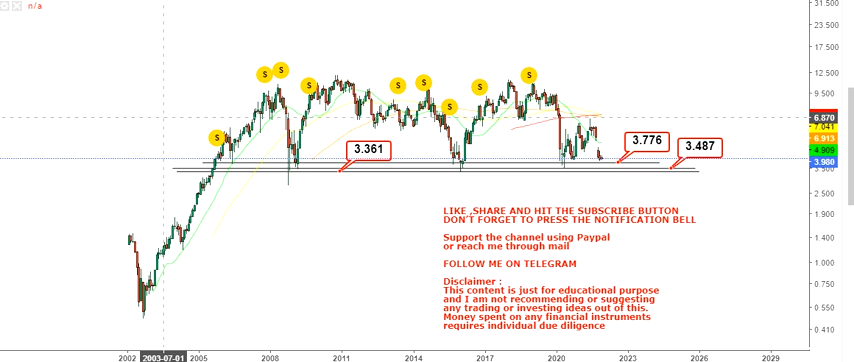 n/a
31.500
23.500
17.500
12.500
9.500
6.870
7.041
6.913
4.909
3.980
2.500
1.900
1.400
1.000
0.750
0.550
0.410
S
S
S
S
S
S
S
S
S
3.361
3.776
3.487
LIKE ,SHARE AND HIT THE SUBSCRIBE BUTTON
DON'T FORGET TO PRESS THE NOTIFICATION BELL
Support the channel using Paypal
or reach me through mail
FOLLOW ME ON TELEGRAM
Disclaimer :
This content is just for educational purpose
and I am not recommending or suggesting
any trading or investing ideas out of this.
Money spent on any financial instruments
requires individual due diligence
2002 2003-07-01 2005 2008 2011 2014 2017 2020 2023 2026 2029